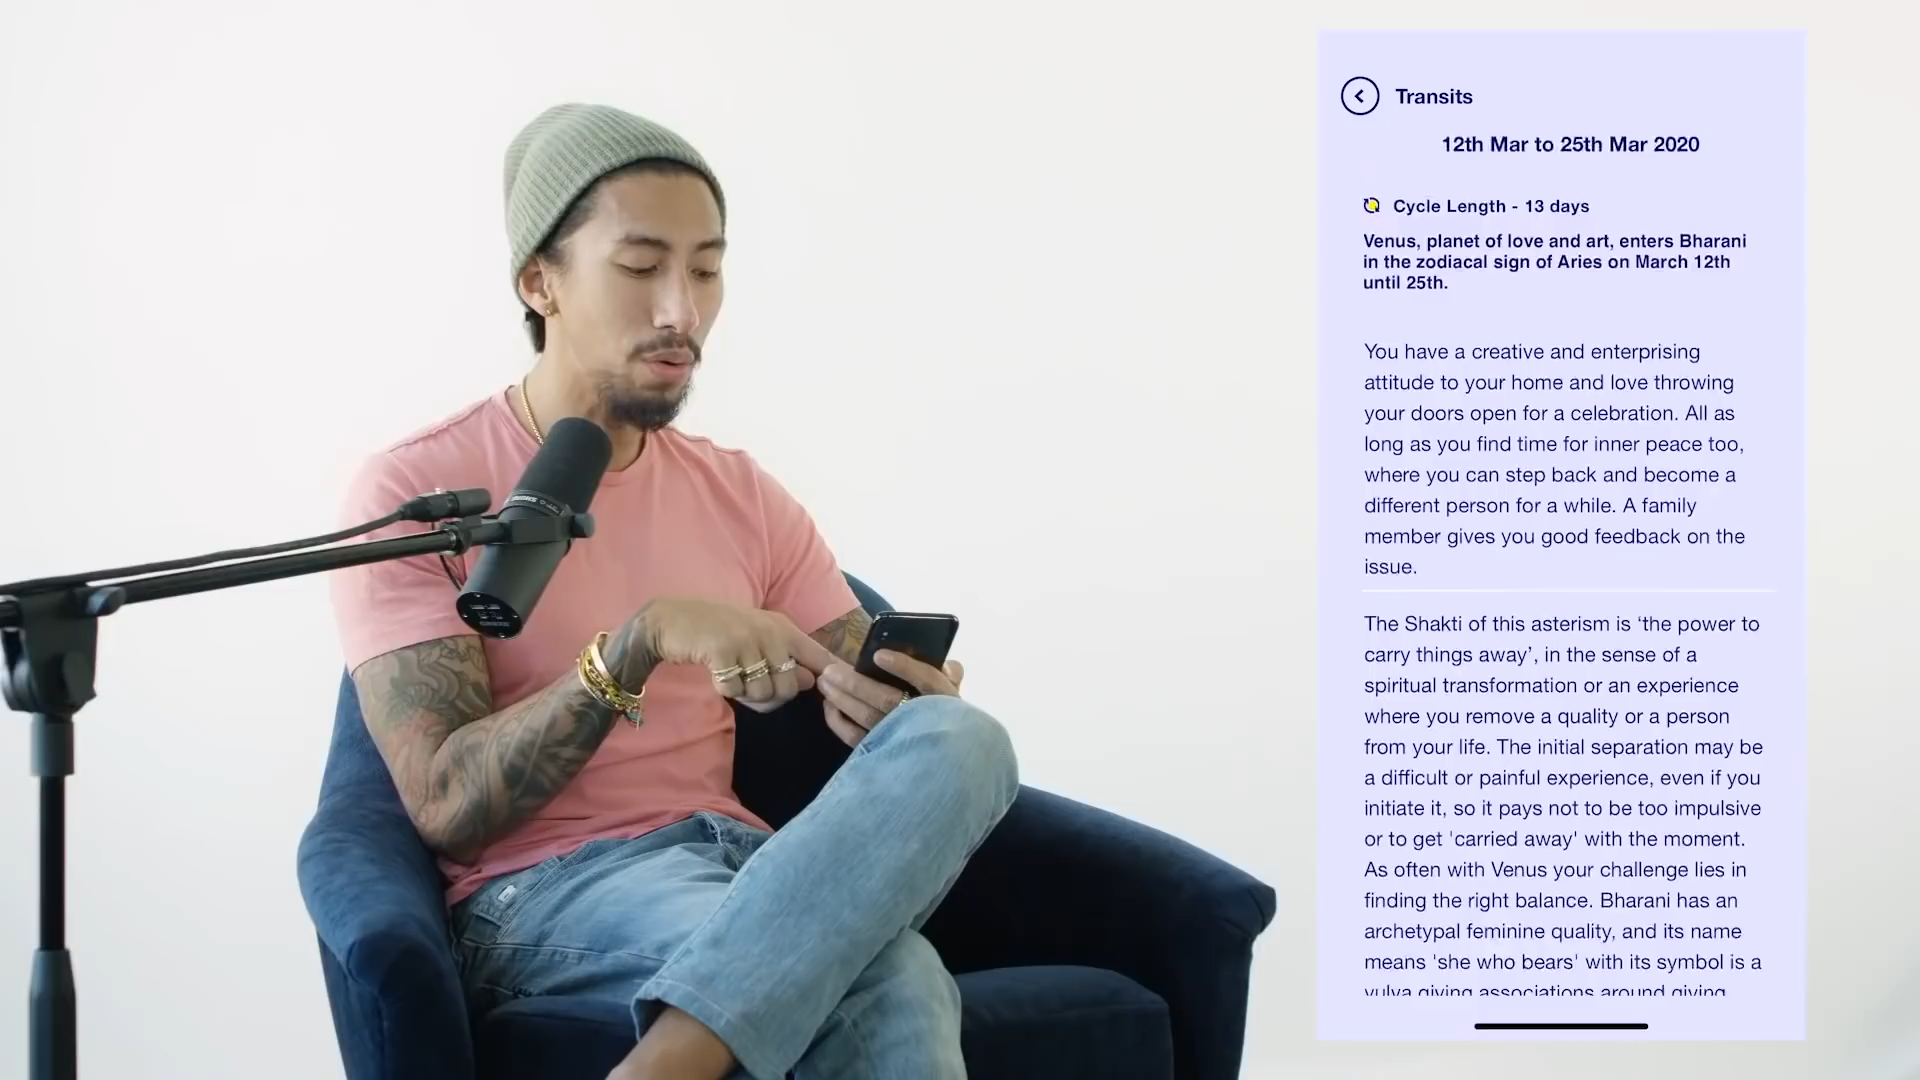 Transits
12th Mar to 25th Mar 2020
Cycle Length - 13 days
Venus, planet of love and art, enters Bharani
in the zodiacal sign of Aries on March 12th
until 25th.
You have a creative and enterprising
attitude to your home and love throwing
your doors open for a celebration. All as
long as you find time for inner peace too,
where you can step back and become a
different person for a while. A family
member gives you good feedback on the
issue.
The Shakti of this asterism is ‘the power to
carry things away’, in the sense of a
spiritual transformation or an experience
where you remove a quality or a person
from your life. The initial separation may be
a difficult or painful experience, even if you
initiate it, so it pays not to be too impulsive
or to get 'carried away' with the moment.
As often with Venus your challenge lies in
finding the right balance. Bharani has an
archetypal feminine quality, and its name
means 'she who bears' with its symbol is a
vulva giving associations around giving